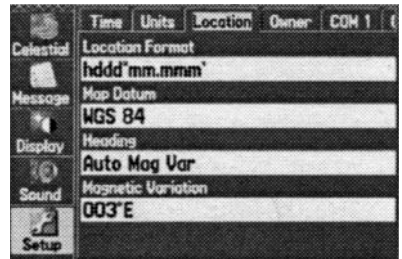 Time Units Location Owner COM 1
Celestial
Location Format
hddd°mm.mmm'
Message
Map Datum
WGS 84
Display
Heading
Auto Mag Var
Sound
Magnetic Variation
003°E
Setup